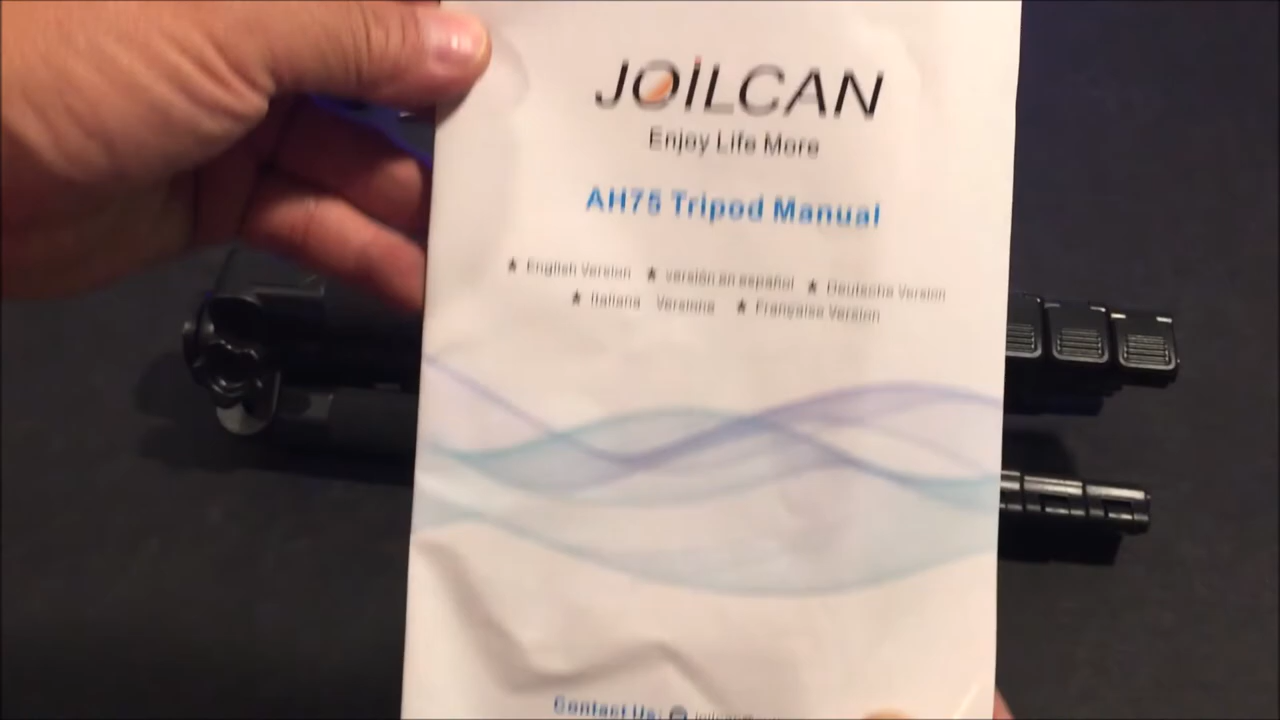 JOILCAN
Enjoy Life More
AH75 Tripod Manual
★ English Version ★ versión en español ★ Deutsche Version
★ Italiana Versione ★ Française Version
Contact Us: